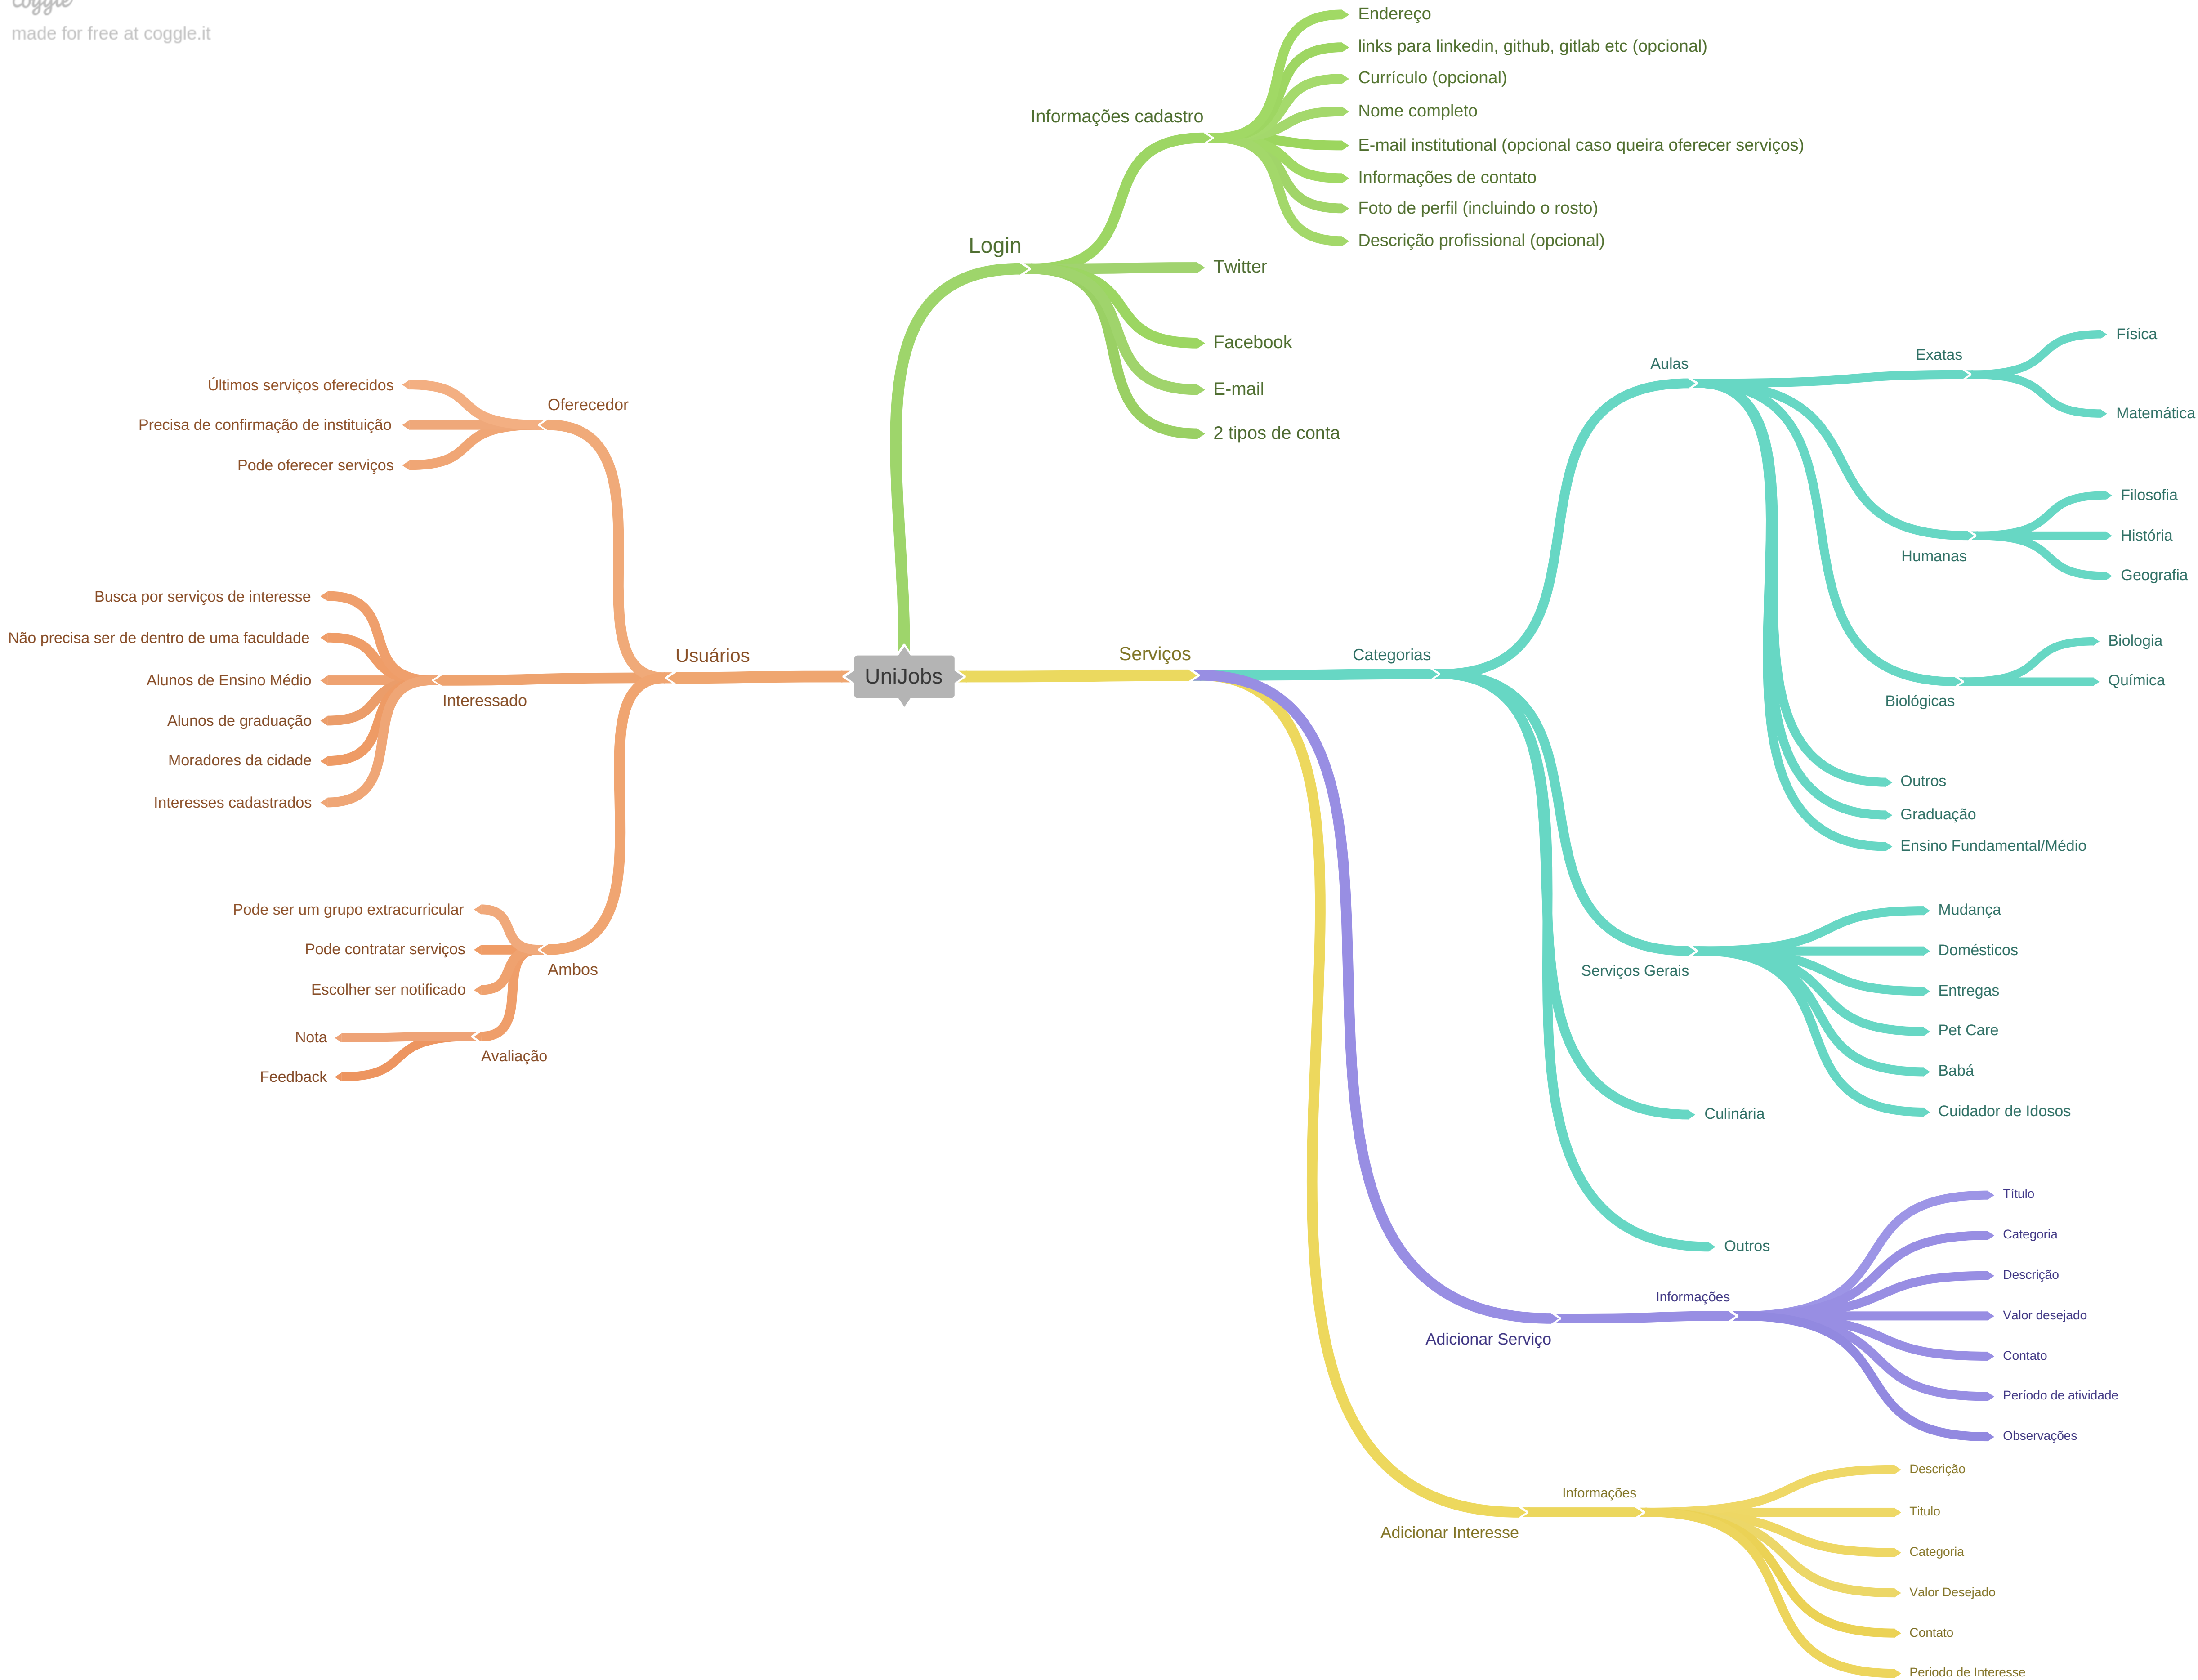 coggle
made for free at coggle.it
UniJobs
Login
Informações cadastro
Endereço
links para linkedin, github, gitlab etc (opcional)
Currículo (opcional)
Nome completo
E-mail institutional (opcional caso queira oferecer serviços)
Informações de contato
Foto de perfil (incluindo o rosto)
Descrição profissional (opcional)
Twitter
Facebook
E-mail
2 tipos de conta
Usuários
Oferecedor
Últimos serviços oferecidos
Precisa de confirmação de instituição
Pode oferecer serviços
Interessado
Busca por serviços de interesse
Não precisa ser de dentro de uma faculdade
Alunos de Ensino Médio
Alunos de graduação
Moradores da cidade
Interesses cadastrados
Ambos
Pode ser um grupo extracurricular
Pode contratar serviços
Escolher ser notificado
Avaliação
Nota
Feedback
Serviços
Categorias
Aulas
Exatas
Física
Matemática
Humanas
Filosofia
História
Geografia
Biológicas
Biologia
Química
Outros
Graduação
Ensino Fundamental/Médio
Serviços Gerais
Mudança
Domésticos
Entregas
Pet Care
Babá
Cuidador de Idosos
Culinária
Outros
Adicionar Serviço
Informações
Título
Categoria
Descrição
Valor desejado
Contato
Período de atividade
Observações
Adicionar Interesse
Informações
Descrição
Titulo
Categoria
Valor Desejado
Contato
Periodo de Interesse